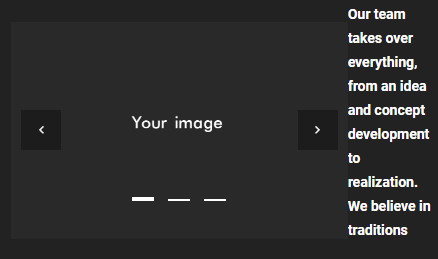 Your image
Our team
takes over
everything,
from an idea
and concept
development
to
realization.
We believe in
traditions